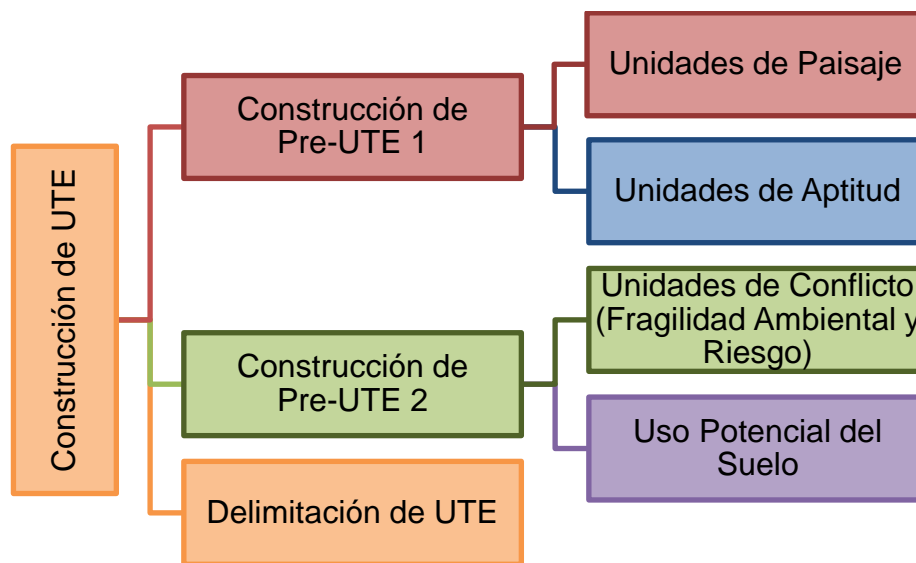 Construcción de UTE
Construcción de
Pre-UTE 1
Unidades de Paisaje
Unidades de Aptitud
Construcción de
Pre-UTE 2
Unidades de Conflicto
(Fragilidad Ambiental y
Riesgo)
Uso Potencial del
Suelo
Delimitación de UTE